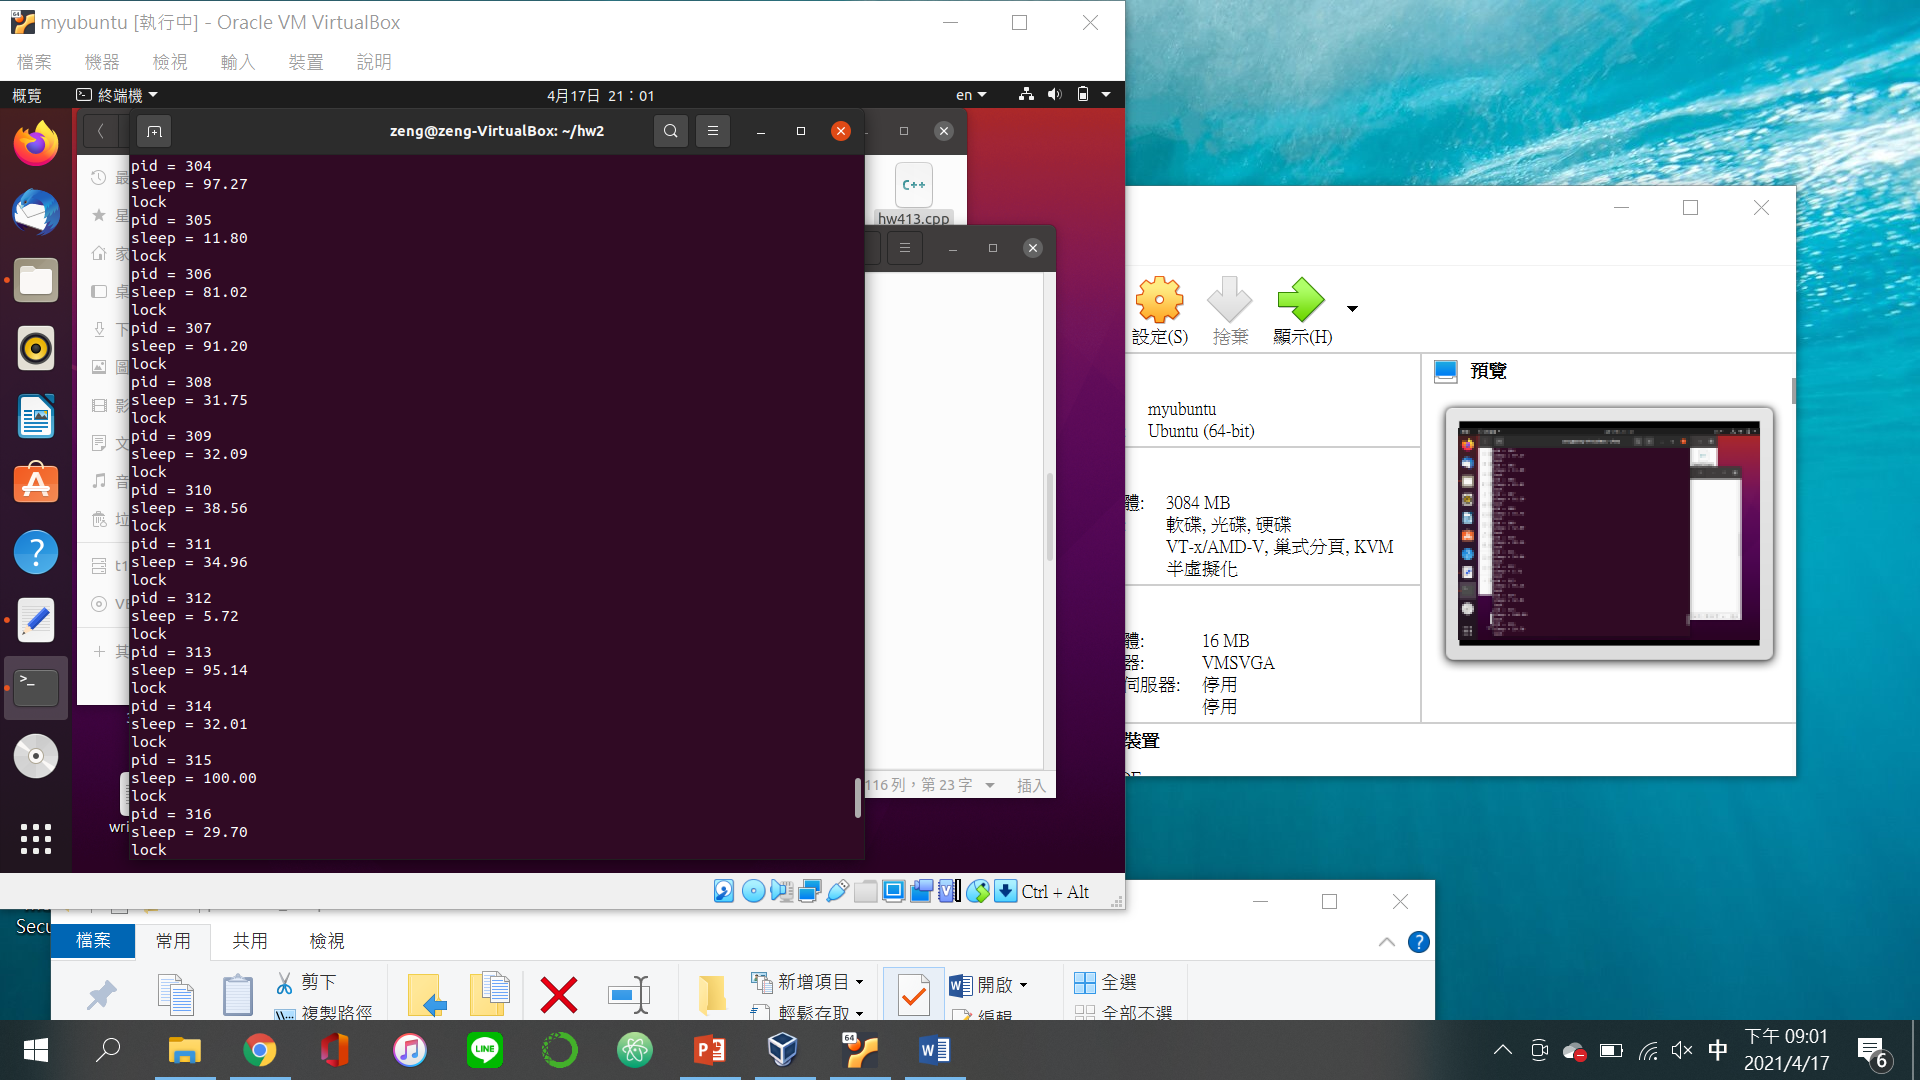 myubuntu [執行中] - Oracle VM VirtualBox
檔案 機器 檢視 輸入 裝置 說明
概覽 終端機 4月17日 21：01 en
zeng@zeng-VirtualBox: ~/hw2
pid = 304
sleep = 97.27
lock
pid = 305
sleep = 11.80
lock
pid = 306
sleep = 81.02
lock
pid = 307
sleep = 91.20
lock
pid = 308
sleep = 31.75
lock
pid = 309
sleep = 32.09
lock
pid = 310
sleep = 38.56
lock
pid = 311
sleep = 34.96
lock
pid = 312
sleep = 5.72
lock
pid = 313
sleep = 95.14
lock
pid = 314
sleep = 32.01
lock
pid = 315
sleep = 100.00
lock
pid = 316
sleep = 29.70
lock
C++
hw413.cpp
116 列，第 23 字 插入
wri
Ctrl + Alt
設定(S) 捨棄 顯示(H)
預覽
myubuntu
Ubuntu (64-bit)
體: 3084 MB
軟碟, 光碟, 硬碟
VT-x/AMD-V, 巢式分頁, KVM
半虛擬化
體: 16 MB
器: VMSVGA
伺服器: 停用
停用
裝置
Secu
檔案 常用 共用 檢視
剪下 新增項目 開啟 全選
複製路徑 輕鬆存取 編輯 全部不選
中 下午 09:01
2021/4/17
6